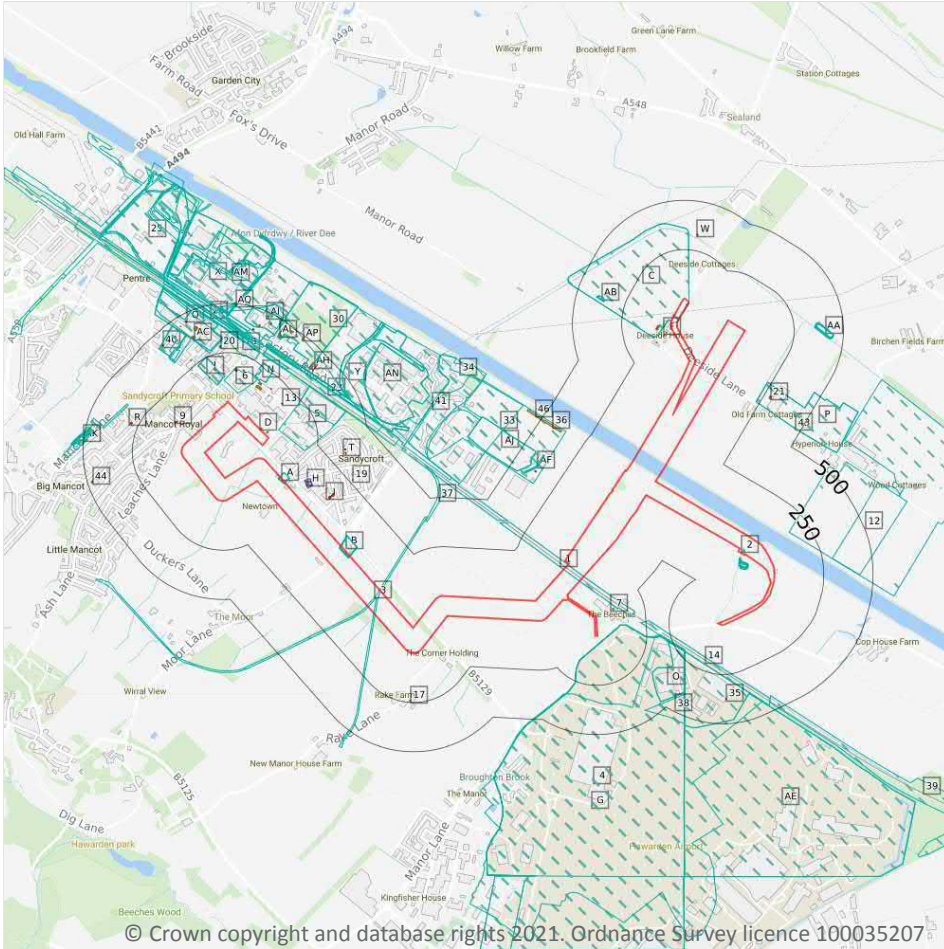 A494
Brookside
Farm Road
Garden City
Willow Farm
Green Lane Farm
Brookfield Farm
Station Cottages
A548
Sealand
Manor Road
Fox's Drive
B5441
A494
Old Hall Farm
Manor Road
Afon Dyfrdwy / River Dee
25
X
AM
Pentre
AO
AC
20
40
30
AI
AL
AP
AH
Y
AN
23
34
41
W
C
Deeside Cottages
AB
Deeside House
Deeside Lane
AA
Birchen Fields Farm
1
6
N
13
5
D
Sandycroft Primary School
Mancot Royal
R
9
44
Big Mancot
Leaches Lane
Little Mancot
Ash Lane
T
Sandycroft
19
A
H
J
Newtown
B
37
33
AJ
46
36
AF
21
43
P
Old Farm Cottages
Hyperion House
Wood Cottages
12
500
250
2
Duckers Lane
The Moor
Moor Lane
Wirral View
3
The Corner Holding
B5129
17
Rake Farm
Rake Lane
New Manor House Farm
B5125
7
The Beeches
14
O
38
35
Cop House Farm
4
G
AE
39
Broughton Brook
The Manor
Manor Lane
Kingfisher House
Hawarden Airport
Dig Lane
Hawarden park
Beeches Wood
© Crown copyright and database rights 2021. Ordnance Survey licence 100035207.